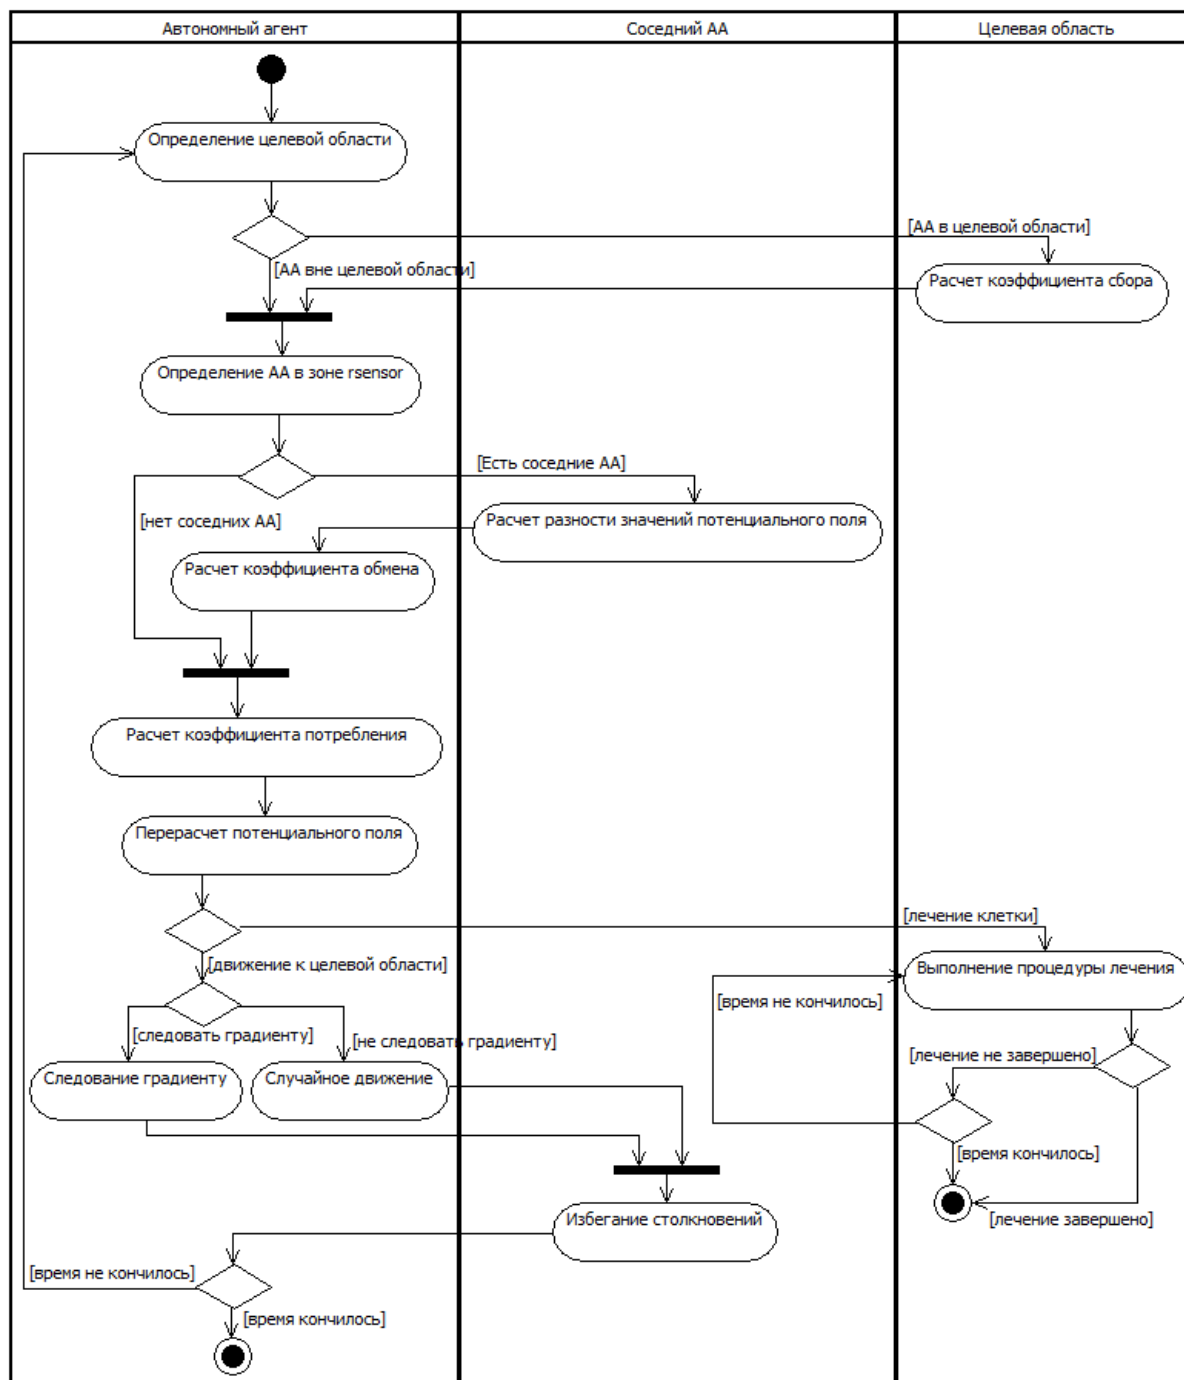 Автономный агент
Соседний АА
Целевая область
Определение целевой области
[АА в целевой области]
[АА вне целевой области]
Расчет коэффициента сбора
Определение АА в зоне rsensor
[Есть соседние АА]
[нет соседних АА]
Расчет разности значений потенциального поля
Расчет коэффициента обмена
Расчет коэффициента потребления
Перерасчет потенциального поля
[лечение клетки]
[движение к целевой области]
Выполнение процедуры лечения
[время не кончилось]
[следовать градиенту]
[не следовать градиенту]
[лечение не завершено]
Следование градиенту
Случайное движение
[время кончилось]
Избегание столкновений
[лечение завершено]
[время не кончилось]
[время кончилось]